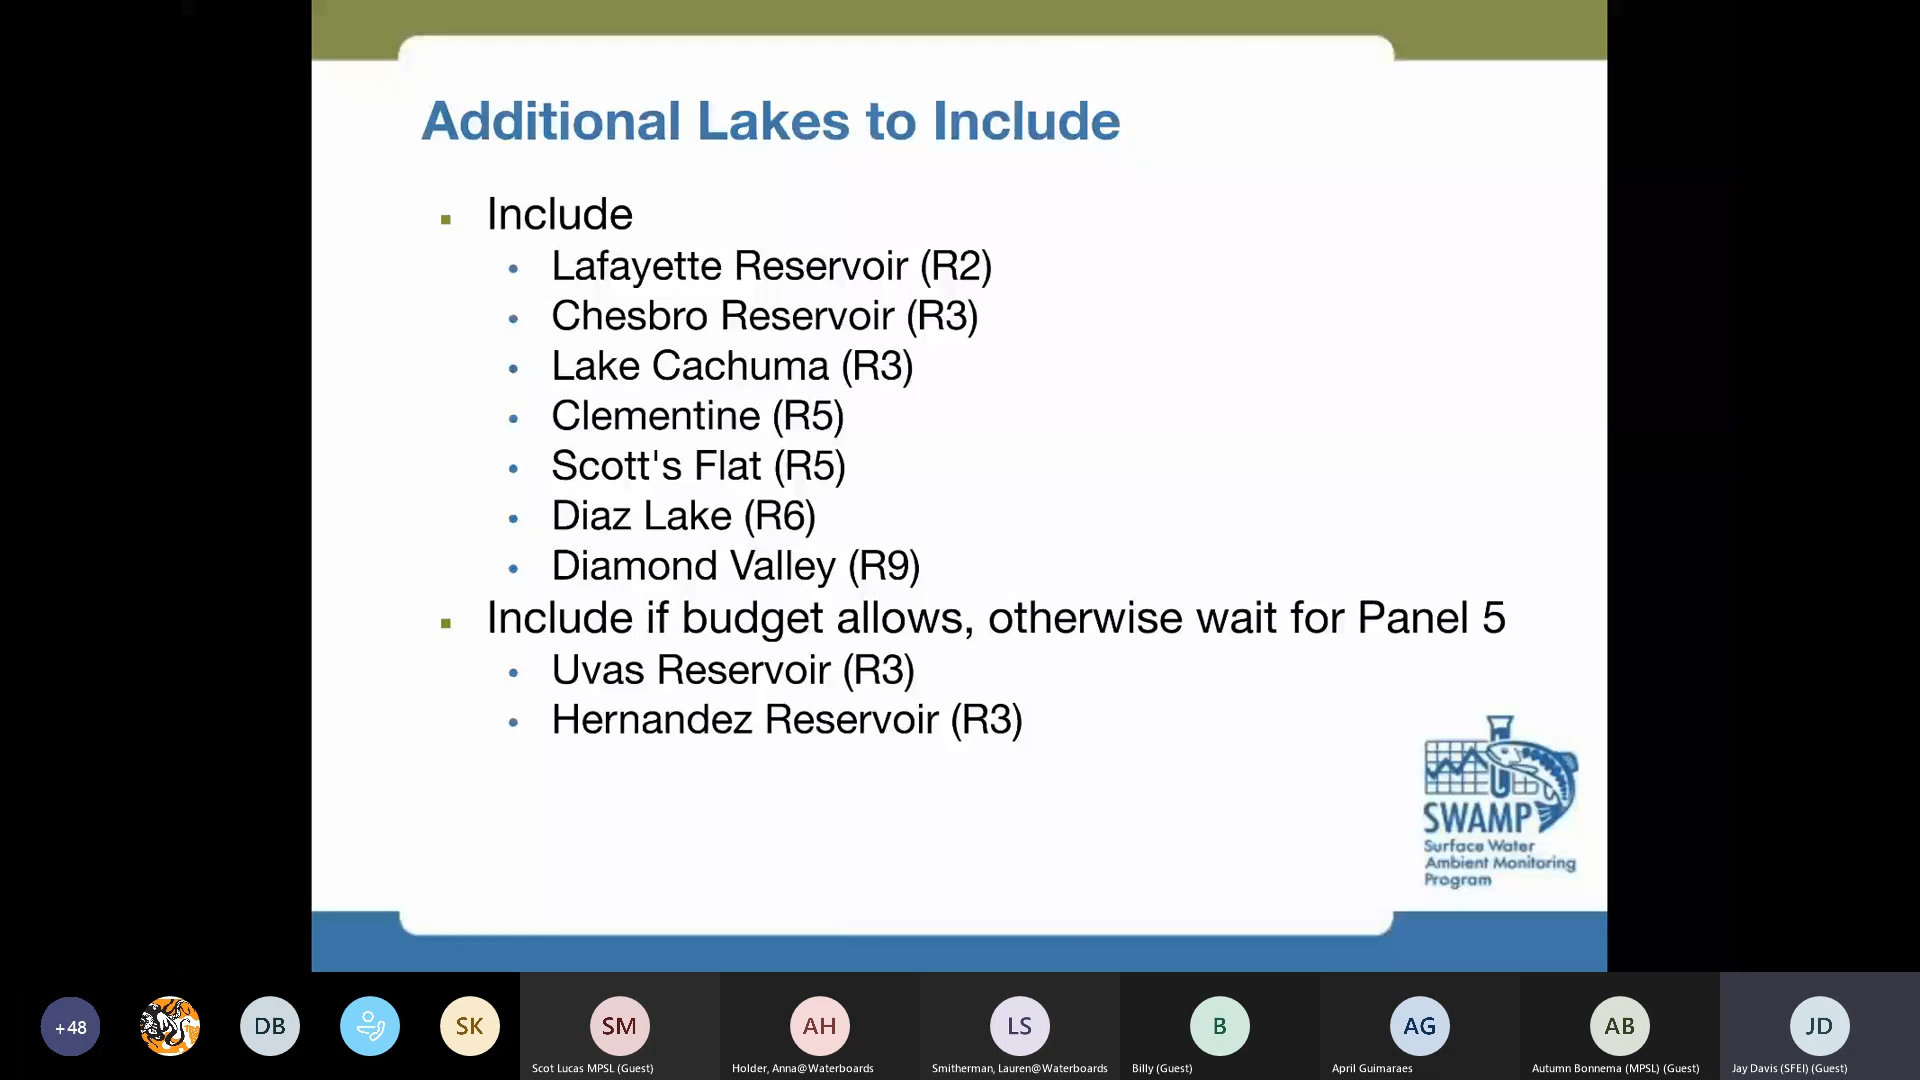 Additional Lakes to Include
Include
Lafayette Reservoir (R2)
Chesbro Reservoir (R3)
Lake Cachuma (R3)
Clementine (R5)
Scott's Flat (R5)
Diaz Lake (R6)
Diamond Valley (R9)
Include if budget allows, otherwise wait for Panel 5
Uvas Reservoir (R3)
Hernandez Reservoir (R3)
SWAMP
Surface Water
Ambient Monitoring
Program
+48
DB
SK
SM
AH
LS
B
AG
AB
JD
Scot Lucas MPSL (Guest)
Holder, Anna@Waterboards
Smitherman, Lauren@Waterboards
Billy (Guest)
April Guimaraes
Autumn Bonnema (MPSL) (Guest)
Jay Davis (SFEI) (Guest)